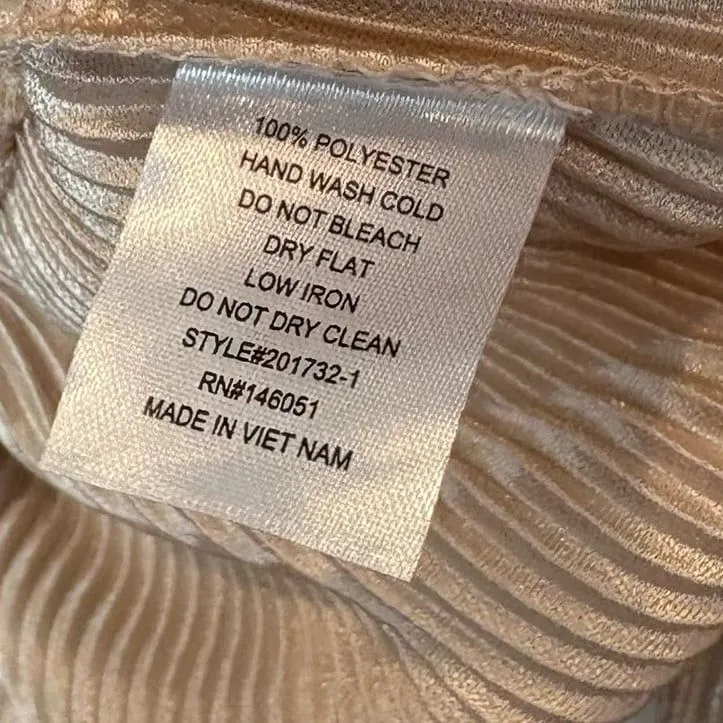 100% POLYESTER
HAND WASH COLD
DO NOT BLEACH
DRY FLAT
LOW IRON
DO NOT DRY CLEAN
STYLE#201732-1
RN#146051
MADE IN VIET NAM